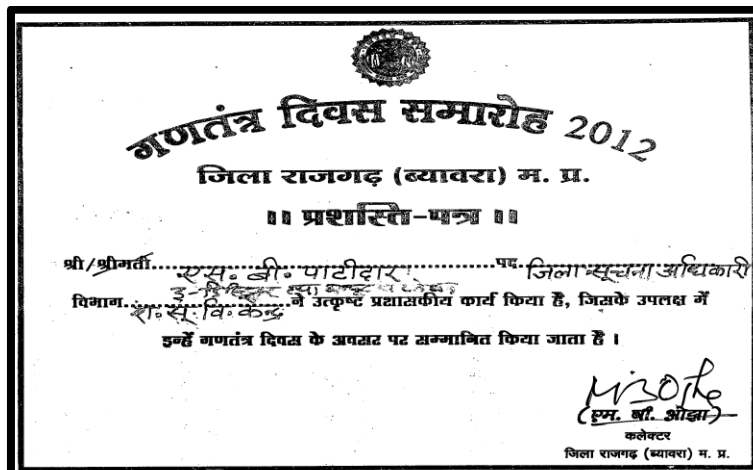 गणतंत्र दिवस समारोह 2012
जिला राजगढ़ (ब्यावरा) म. प्र.
॥ प्रशस्ति-पत्र ॥
श्री/श्रीमती एस. बी. पाटीदार पद जिला सूचना अधिकारी
विभाग रा. सू. वि. केन्द्र ने उत्कृष्ट प्रशासकीय कार्य किया है, जिसके उपलक्ष में
इन्हें गणतंत्र दिवस के अवसर पर सम्मानित किया जाता है ।
(एम. बी. ओझा)
कलेक्टर
जिला राजगढ़ (ब्यावरा) म. प्र.